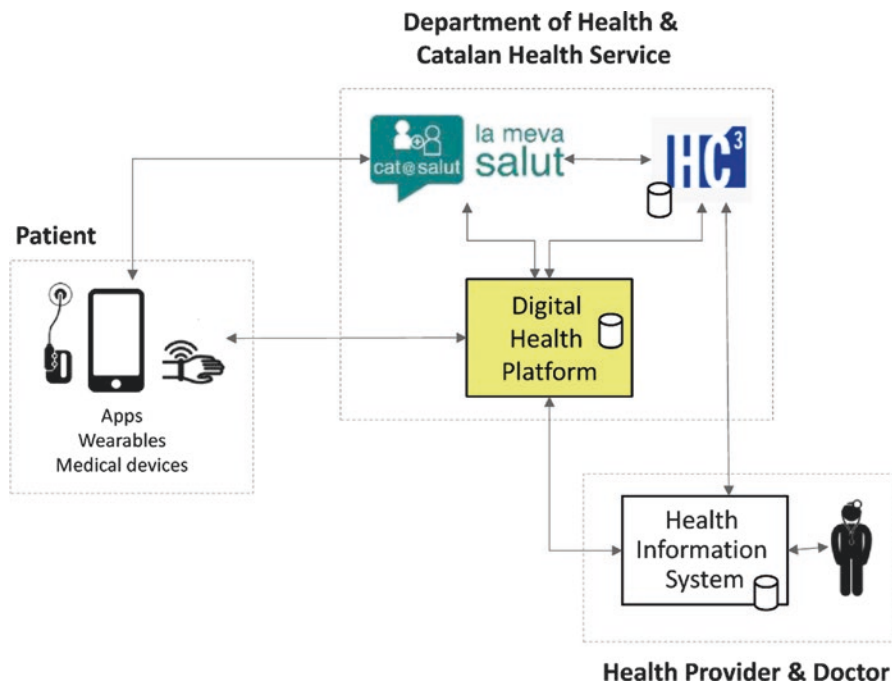 Department of Health &
Catalan Health Service
cat@salut
la meva
salut
HC3
Patient
Digital
Health
Platform
Apps
Wearables
Medical devices
Health
Information
System
Health Provider & Doctor